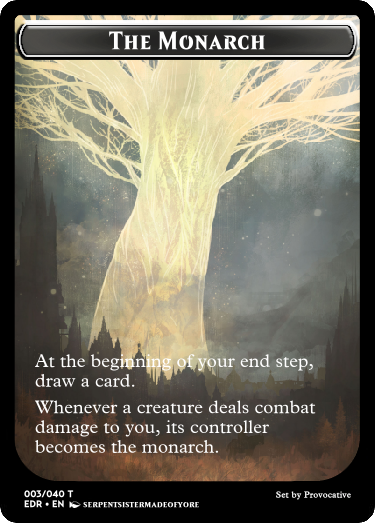 The Monarch
At the beginning of your end step,
draw a card.
Whenever a creature deals combat
damage to you, its controller
becomes the monarch.
003/040 T
EDR • EN SERPENTSISTERMADEOFYORE
Set by Provocative